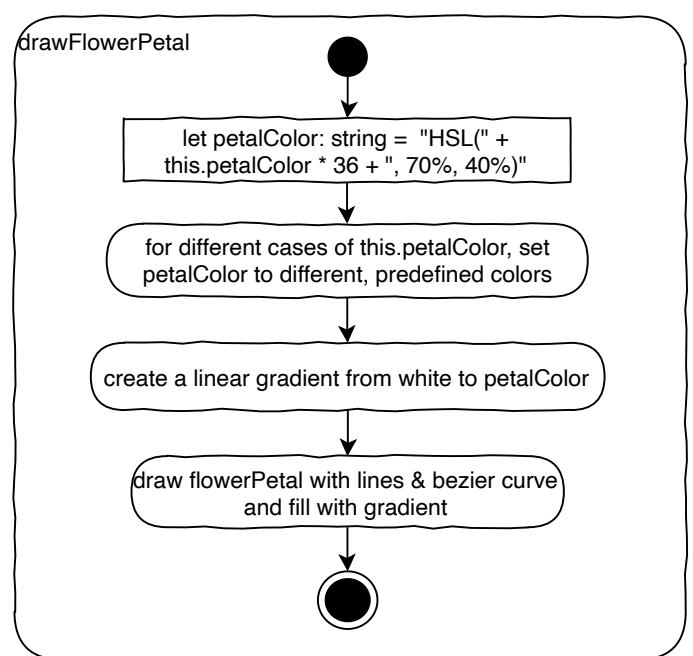 drawFlowerPetal
let petalColor: string =  "HSL(" +
this.petalColor * 36 + ", 70%, 40%)"
for different cases of this.petalColor, set
petalColor to different, predefined colors
create a linear gradient from white to petalColor
draw flowerPetal with lines & bezier curve
and fill with gradient